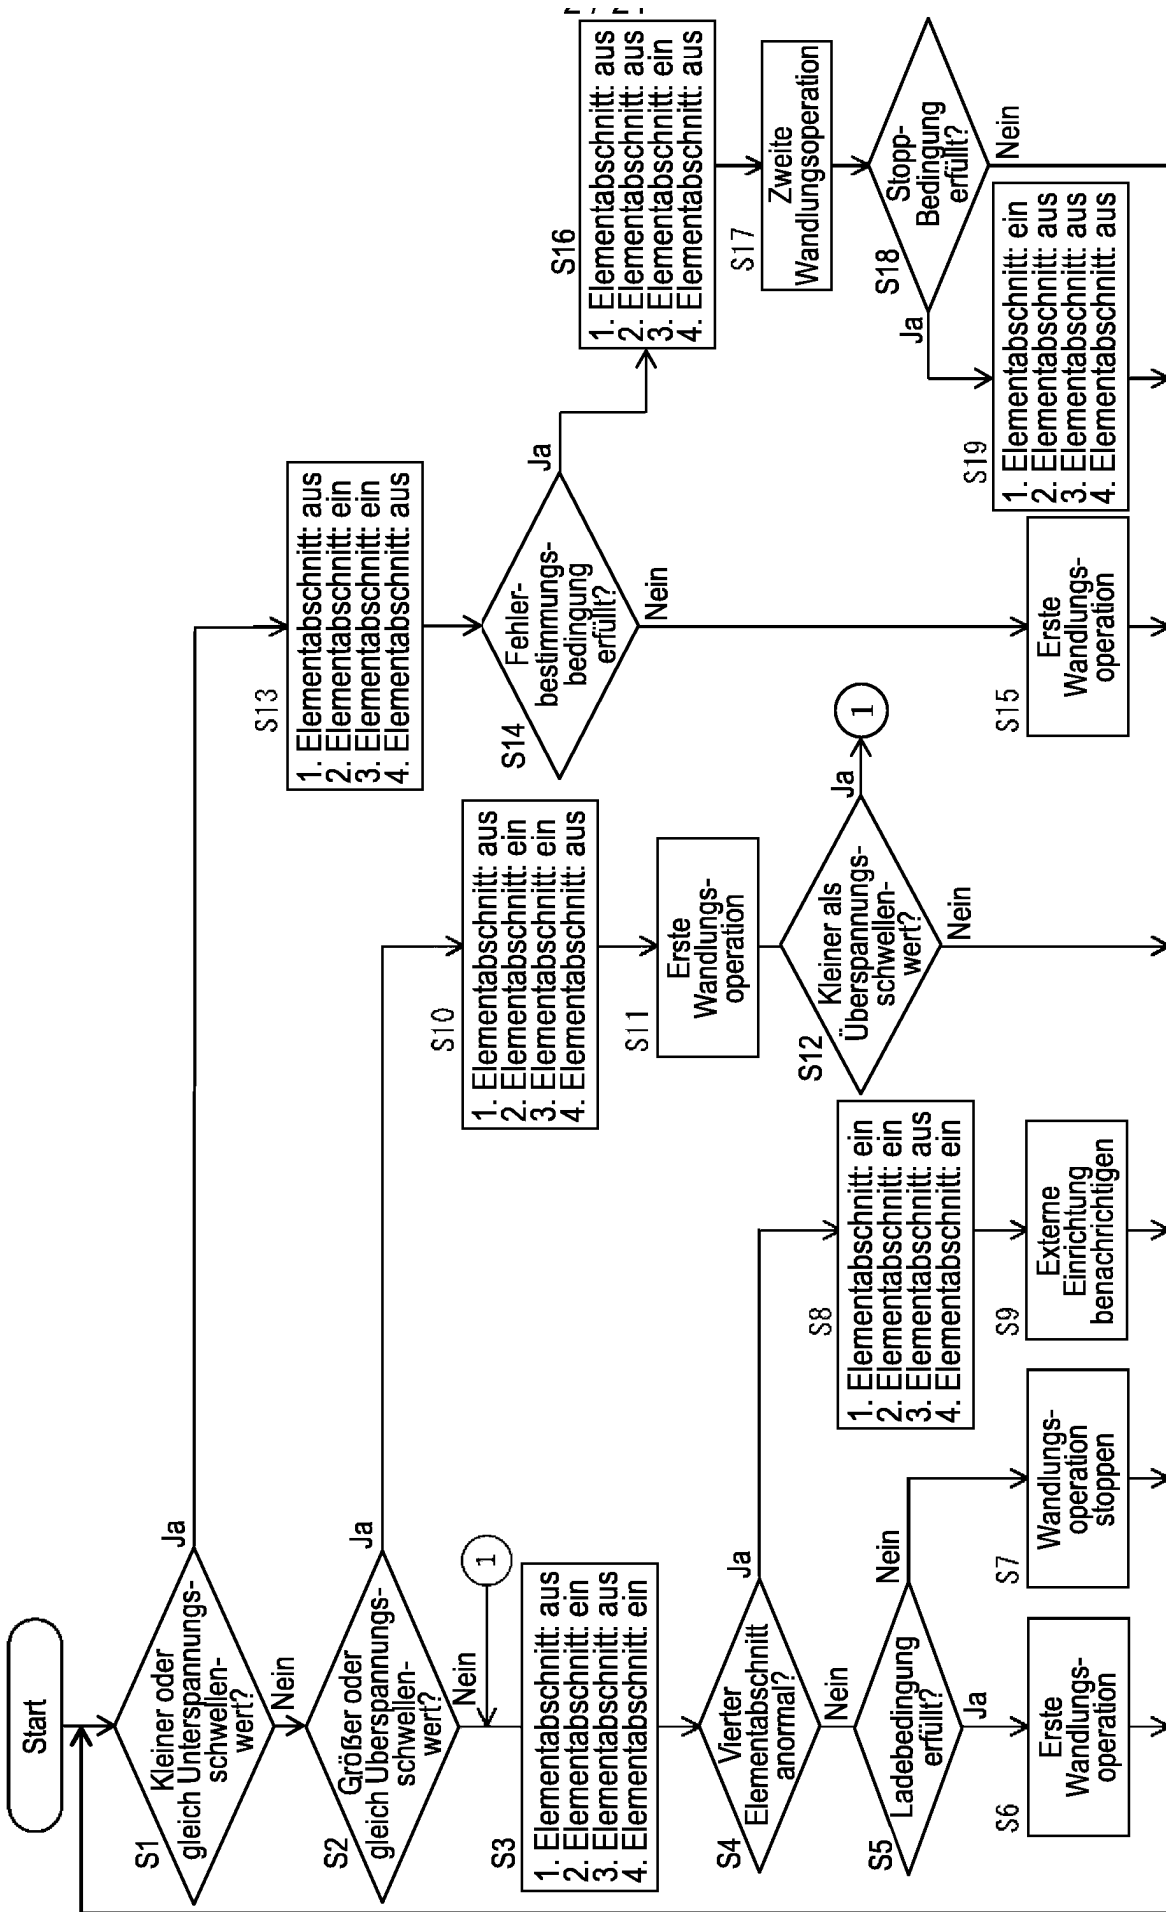 Start
S1
Kleiner oder
gleich Unterspannungs-
schwellen-
wert?
Ja
Nein
S2
Größer oder
gleich Überspannungs-
schwellen-
wert?
Ja
Nein
1
S3
1. Elementabschnitt: aus
2. Elementabschnitt: ein
3. Elementabschnitt: aus
4. Elementabschnitt: ein
S4
Vierter
Elementabschnitt
anormal?
Ja
Nein
S5
Ladebedingung
erfüllt?
Nein
Ja
S6
Erste
Wandlungs-
operation
S7
Wandlungs-
operation
stoppen
S8
1. Elementabschnitt: ein
2. Elementabschnitt: ein
3. Elementabschnitt: aus
4. Elementabschnitt: ein
S9
Externe
Einrichtung
benachrichtigen
S10
1. Elementabschnitt: aus
2. Elementabschnitt: ein
3. Elementabschnitt: ein
4. Elementabschnitt: aus
S11
Erste
Wandlungs-
operation
S12
Kleiner als
Überspannungs-
schwellen-
wert?
Ja
1
Nein
S13
1. Elementabschnitt: aus
2. Elementabschnitt: ein
3. Elementabschnitt: ein
4. Elementabschnitt: aus
S14
Fehler-
bestimmungs-
bedingung
erfüllt?
Ja
Nein
S15
Erste
Wandlungs-
operation
S16
1. Elementabschnitt: aus
2. Elementabschnitt: aus
3. Elementabschnitt: ein
4. Elementabschnitt: aus
S17
Zweite
Wandlungsoperation
S18
Stopp-
Bedingung
erfüllt?
Ja
Nein
S19
1. Elementabschnitt: ein
2. Elementabschnitt: aus
3. Elementabschnitt: aus
4. Elementabschnitt: aus